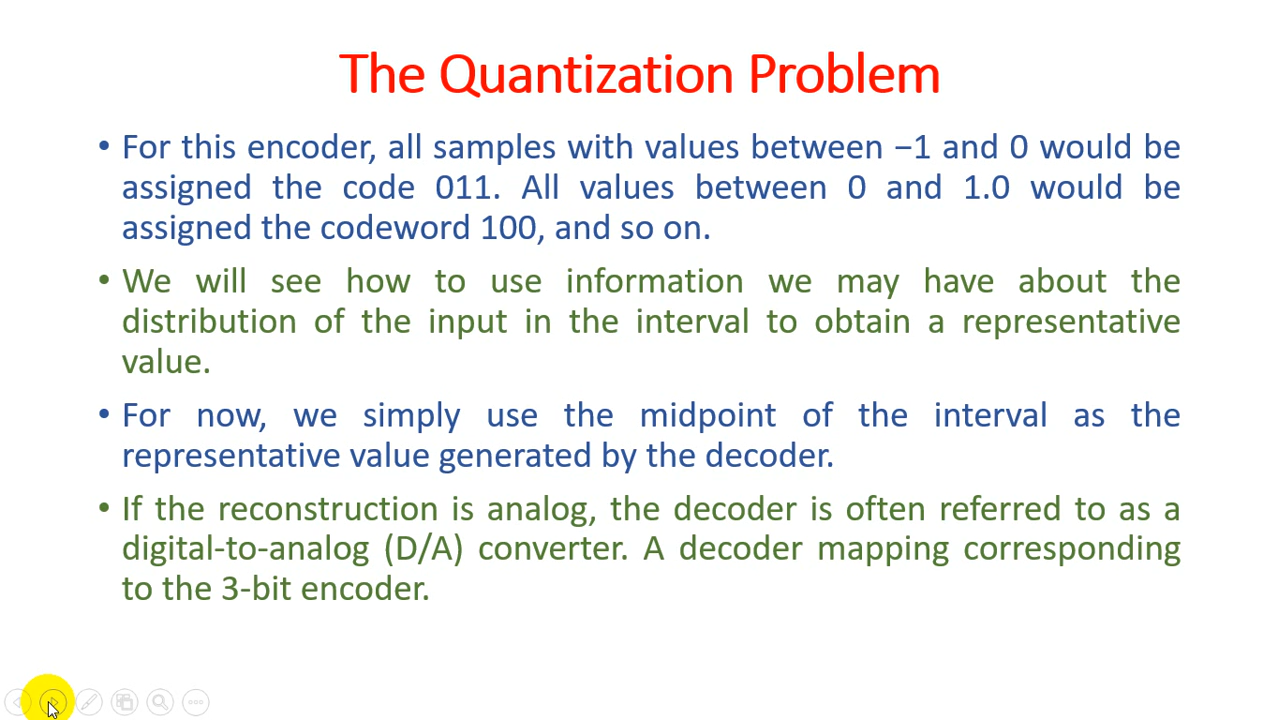 The Quantization Problem
• For this encoder, all samples with values between −1 and 0 would be
assigned the code 011. All values between 0 and 1.0 would be
assigned the codeword 100, and so on.
• We will see how to use information we may have about the
distribution of the input in the interval to obtain a representative
value.
• For now, we simply use the midpoint of the interval as the
representative value generated by the decoder.
• If the reconstruction is analog, the decoder is often referred to as a
digital-to-analog (D/A) converter. A decoder mapping corresponding
to the 3-bit encoder.